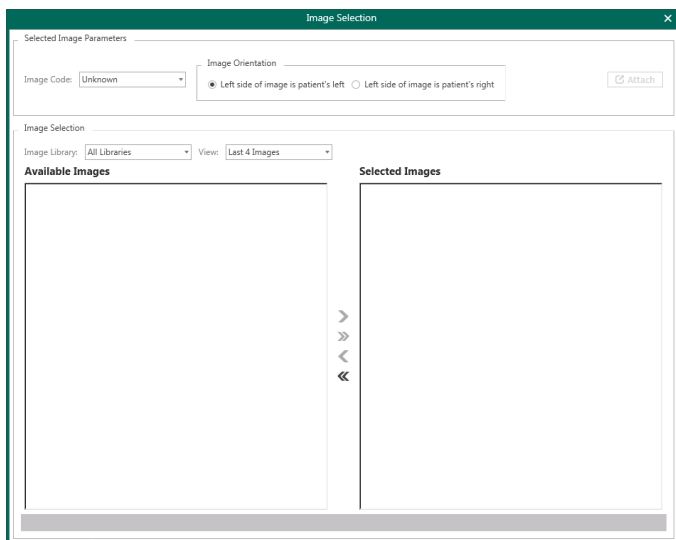 Image Selection
Selected Image Parameters
Image Orientation
Image Code: Unknown
Left side of image is patient's left Left side of image is patient's right
Attach
Image Selection
Image Library: All Libraries View: Last 4 Images
Available Images Selected Images